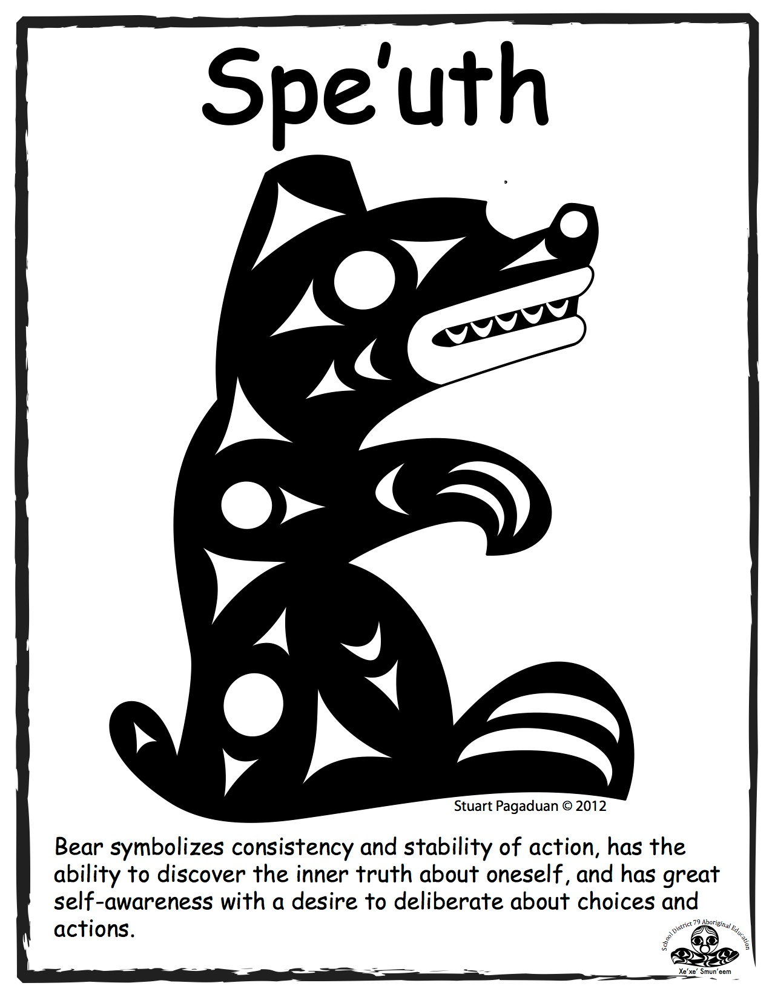 Spe'uth
Stuart Pagaduan © 2012
Bear symbolizes consistency and stability of action, has the
ability to discover the inner truth about oneself, and has great
self-awareness with a desire to deliberate about choices and
actions.
School District 79 Aboriginal Education
Xe'xe' Smun'eem